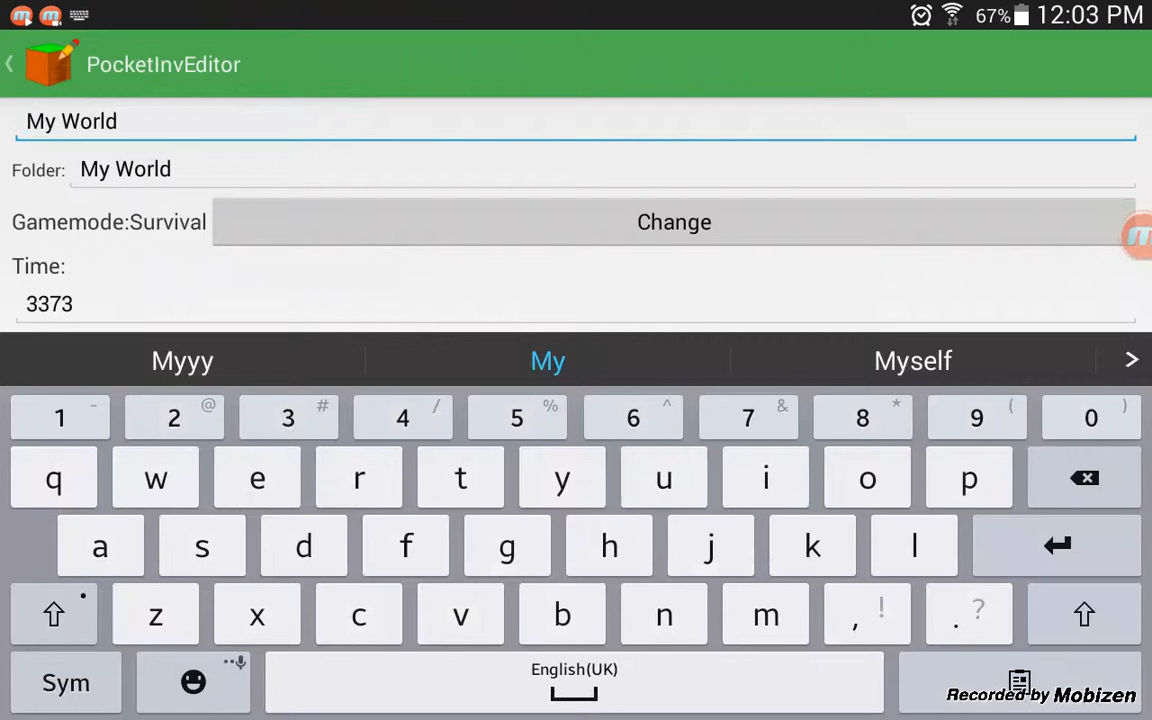 67% 12:03 PM
PocketInvEditor
My World
Folder: My World
Gamemode:Survival Change
Time:
3373
Myyy My Myself >
1 - 2 @ 3 # 4 / 5 % 6 ^ 7 & 8 * 9 ( 0 )
q w e r t y u i o p
a s d f g h j k l
z x c v b n m , ! . ?
Sym English(UK)
Recorded by Mobizen